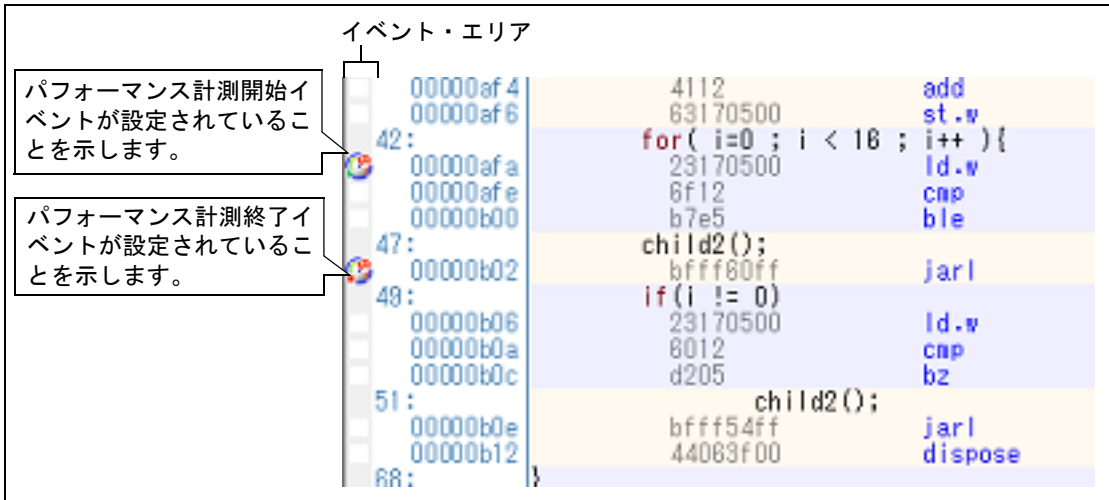 イベント・エリア
パフォーマンス計測開始イ
ベントが設定されているこ
とを示します。
パフォーマンス計測終了イ
ベントが設定されているこ
とを示します。
00000af4 4112 add
00000af6 63170500 st.w
42: for( i=0 ; i < 16 ; i++ ){
00000afa 23170500 ld.w
00000afe 6f12 cmp
00000b00 b7e5 ble
47: child2();
00000b02 bfff60ff jarl
49: if(i != 0)
00000b06 23170500 ld.w
00000b0a 6012 cmp
00000b0c d205 bz
51: child2();
00000b0e bfff54ff jarl
00000b12 44063f00 dispose
68: }